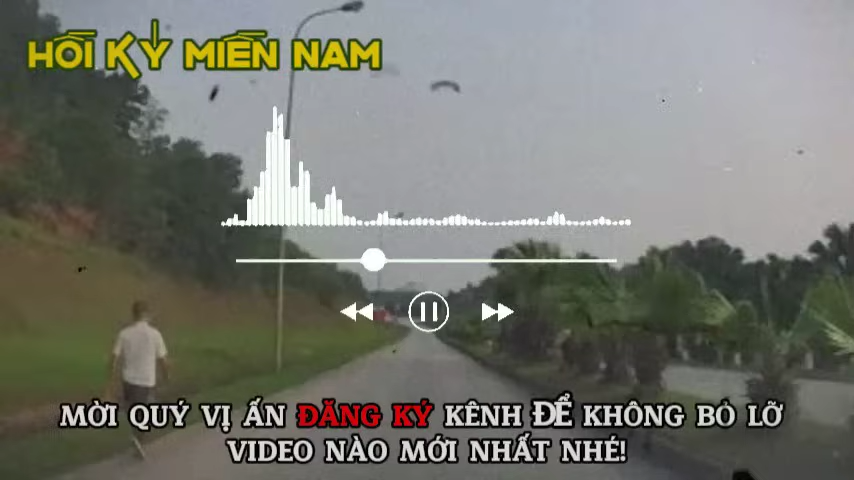 HỒI KÝ MIỀN NAM
MỜI QUÝ VỊ ẤN ĐĂNG KÝ KÊNH ĐỂ KHÔNG BỎ LỠ
VIDEO NÀO MỚI NHẤT NHÉ!